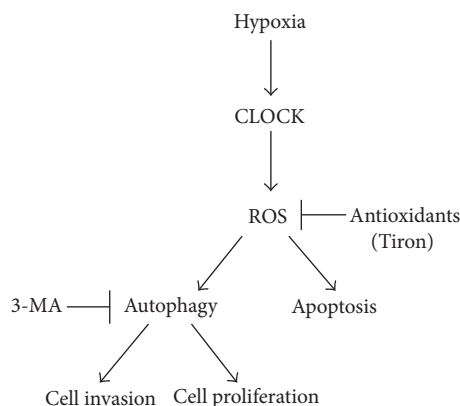 Hypoxia
CLOCK
ROS
Antioxidants
(Tiron)
3-MA
Autophagy
Apoptosis
Cell invasion
Cell proliferation